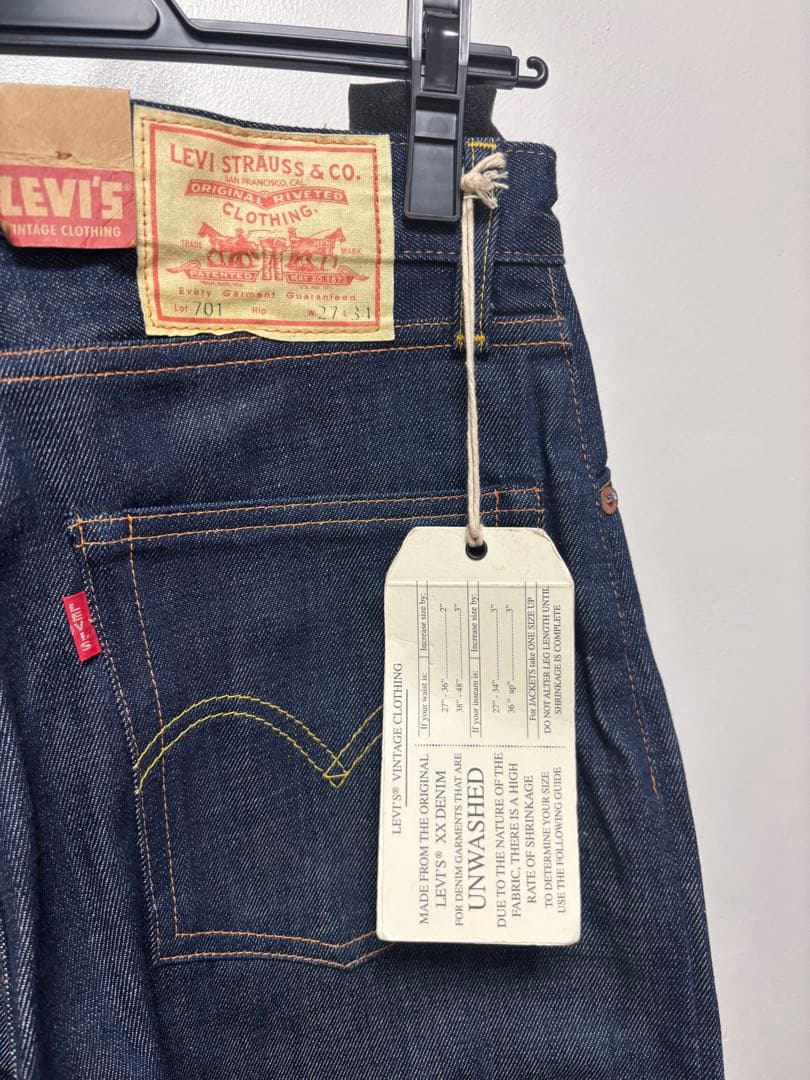 LEVI'S
VINTAGE CLOTHING
LEVI STRAUSS & CO.
SAN FRANCISCO, CAL.
ORIGINAL RIVETED
CLOTHING.
TRADE MARK
PATENTED MAY 20 1873
Every Garment Guaranteed
Lot 701 Hip W 27 L 34
LEVI'S® VINTAGE CLOTHING
If your waist is: Increase size by:
27" - 36" 2"
38" - 48" 3"
If your inseam is: Increase size by:
27" - 34" 3"
36" up" 3"
For JACKETS take ONE SIZE UP
DO NOT ALTER LEG LENGTH UNTIL
SHRINKAGE IS COMPLETE
MADE FROM THE ORIGINAL
LEVI'S® XX DENIM
FOR DENIM GARMENTS THAT ARE
UNWASHED
DUE TO THE NATURE OF THE
FABRIC, THERE IS A HIGH
RATE OF SHRINKAGE
TO DETERMINE YOUR SIZE
USE THE FOLLOWING GUIDE